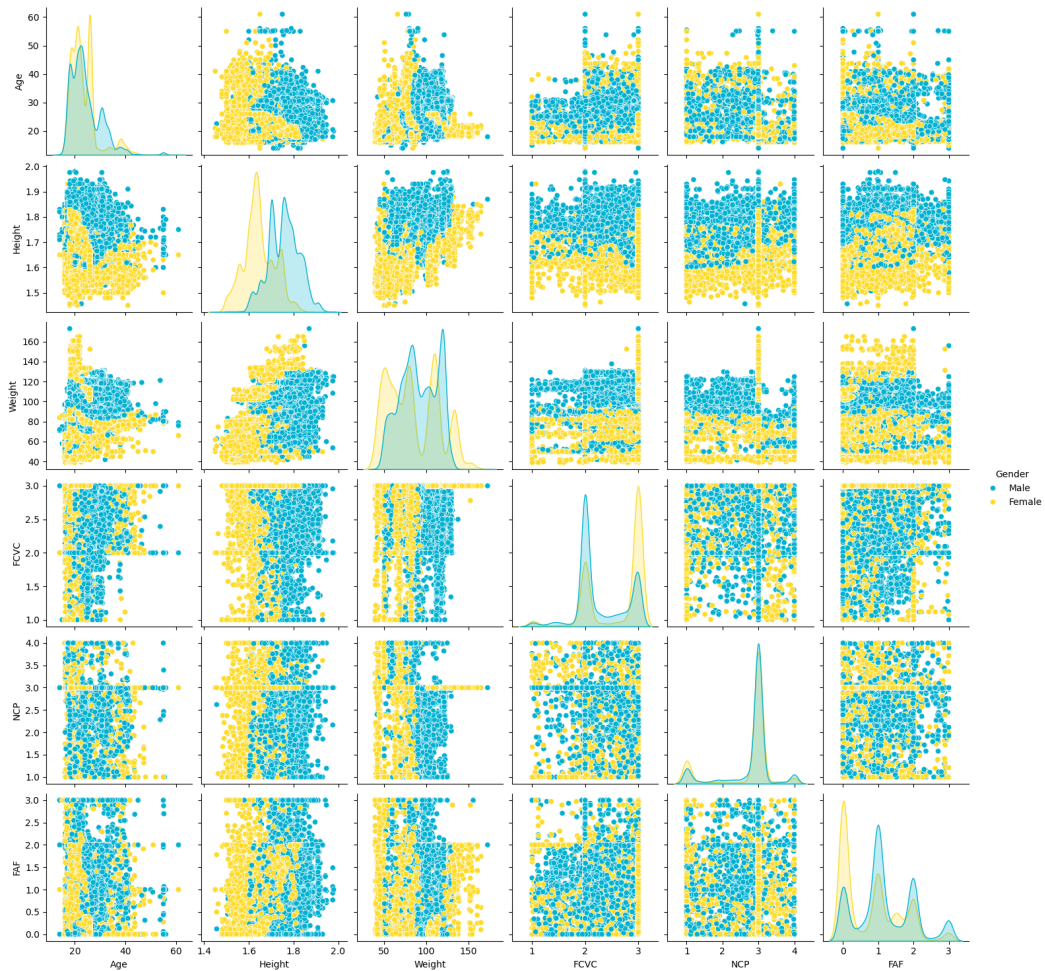 60
50
40
30
20
Age
2.0
1.9
1.8
1.7
1.6
1.5
Height
160
140
120
100
80
60
40
Weight
3.0
2.5
2.0
1.5
1.0
FCVC
4.0
3.5
3.0
2.5
2.0
1.5
1.0
NCP
3.0
2.5
2.0
1.5
1.0
0.5
0.0
FAF
20 40 60
Age
1.4 1.6 1.8 2.0
Height
50 100 150
Weight
1 2 3
FCVC
1 2 3 4
NCP
0 1 2 3
FAF
Gender
Male
Female